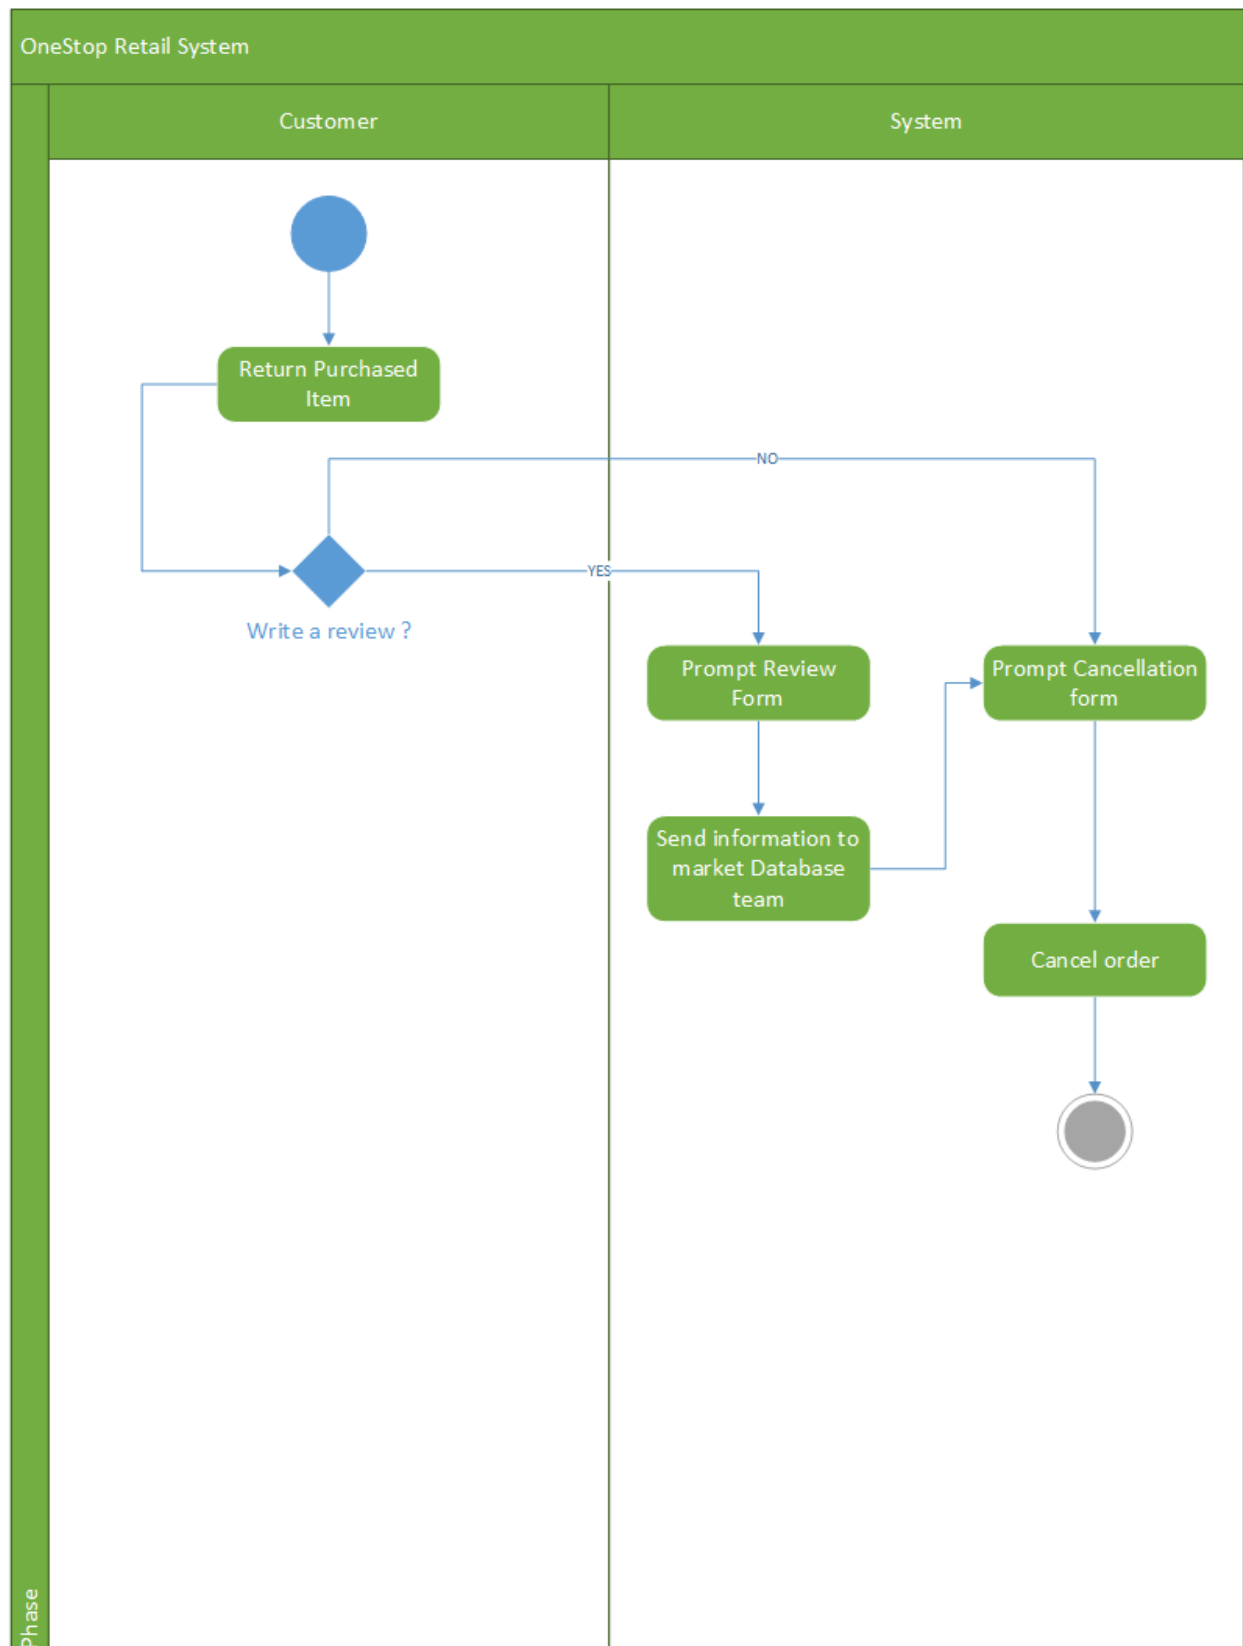 OneStop Retail System
Customer
System
Return Purchased
Item
NO
YES
Write a review ?
Prompt Review
Form
Prompt Cancellation
form
Send information to
market Database
team
Cancel order
Phase